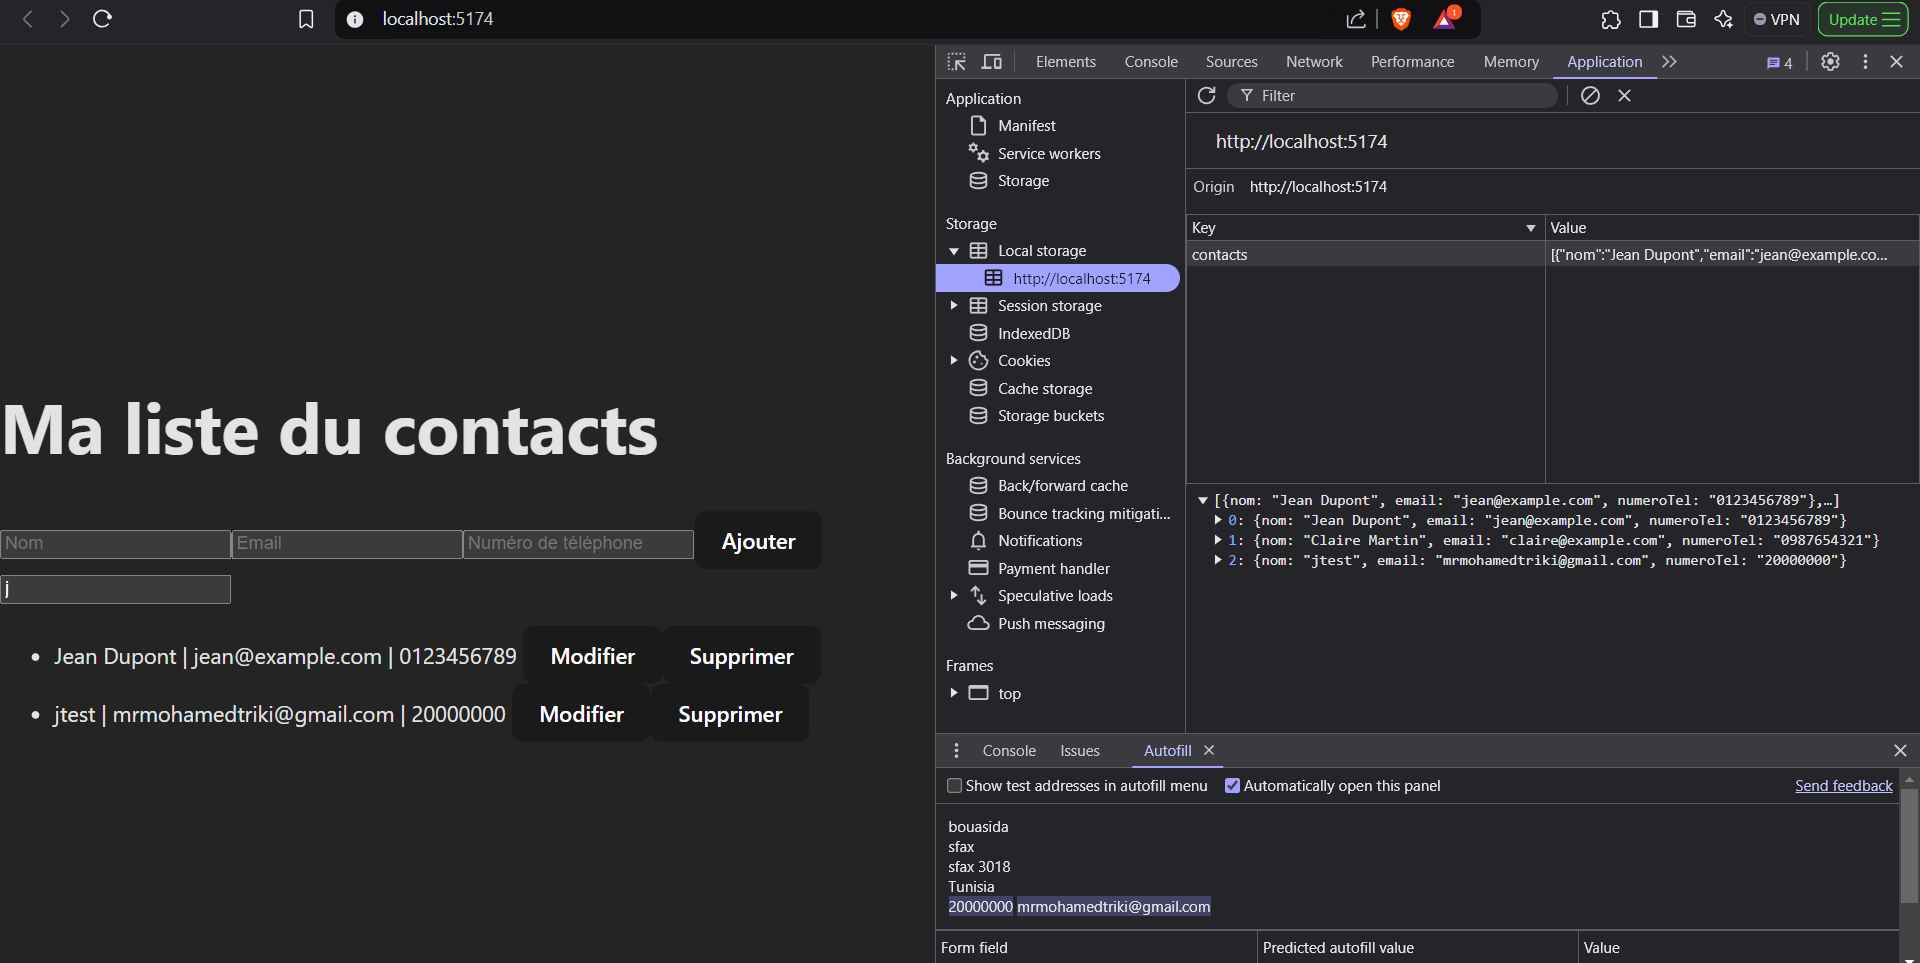 localhost:5174
1
VPN
Update
Ma liste du contacts
Nom
Email
Numéro de téléphone
Ajouter
j
Jean Dupont | jean@example.com | 0123456789
Modifier
Supprimer
jtest | mrmohamedtriki@gmail.com | 20000000
Modifier
Supprimer
Elements
Console
Sources
Network
Performance
Memory
Application
4
Application
Manifest
Service workers
Storage
Storage
Local storage
http://localhost:5174
Session storage
IndexedDB
Cookies
Cache storage
Storage buckets
Background services
Back/forward cache
Bounce tracking mitigati...
Notifications
Payment handler
Speculative loads
Push messaging
Frames
top
Filter
http://localhost:5174
Origin http://localhost:5174
Key
Value
contacts
[{"nom":"Jean Dupont","email":"jean@example.co...
[{nom: "Jean Dupont", email: "jean@example.com", numeroTel: "0123456789"},…]
0: {nom: "Jean Dupont", email: "jean@example.com", numeroTel: "0123456789"}
1: {nom: "Claire Martin", email: "claire@example.com", numeroTel: "0987654321"}
2: {nom: "jtest", email: "mrmohamedtriki@gmail.com", numeroTel: "20000000"}
Console
Issues
Autofill
Show test addresses in autofill menu
Automatically open this panel
Send feedback
bouasida
sfax
sfax 3018
Tunisia
20000000 mrmohamedtriki@gmail.com
Form field
Predicted autofill value
Value